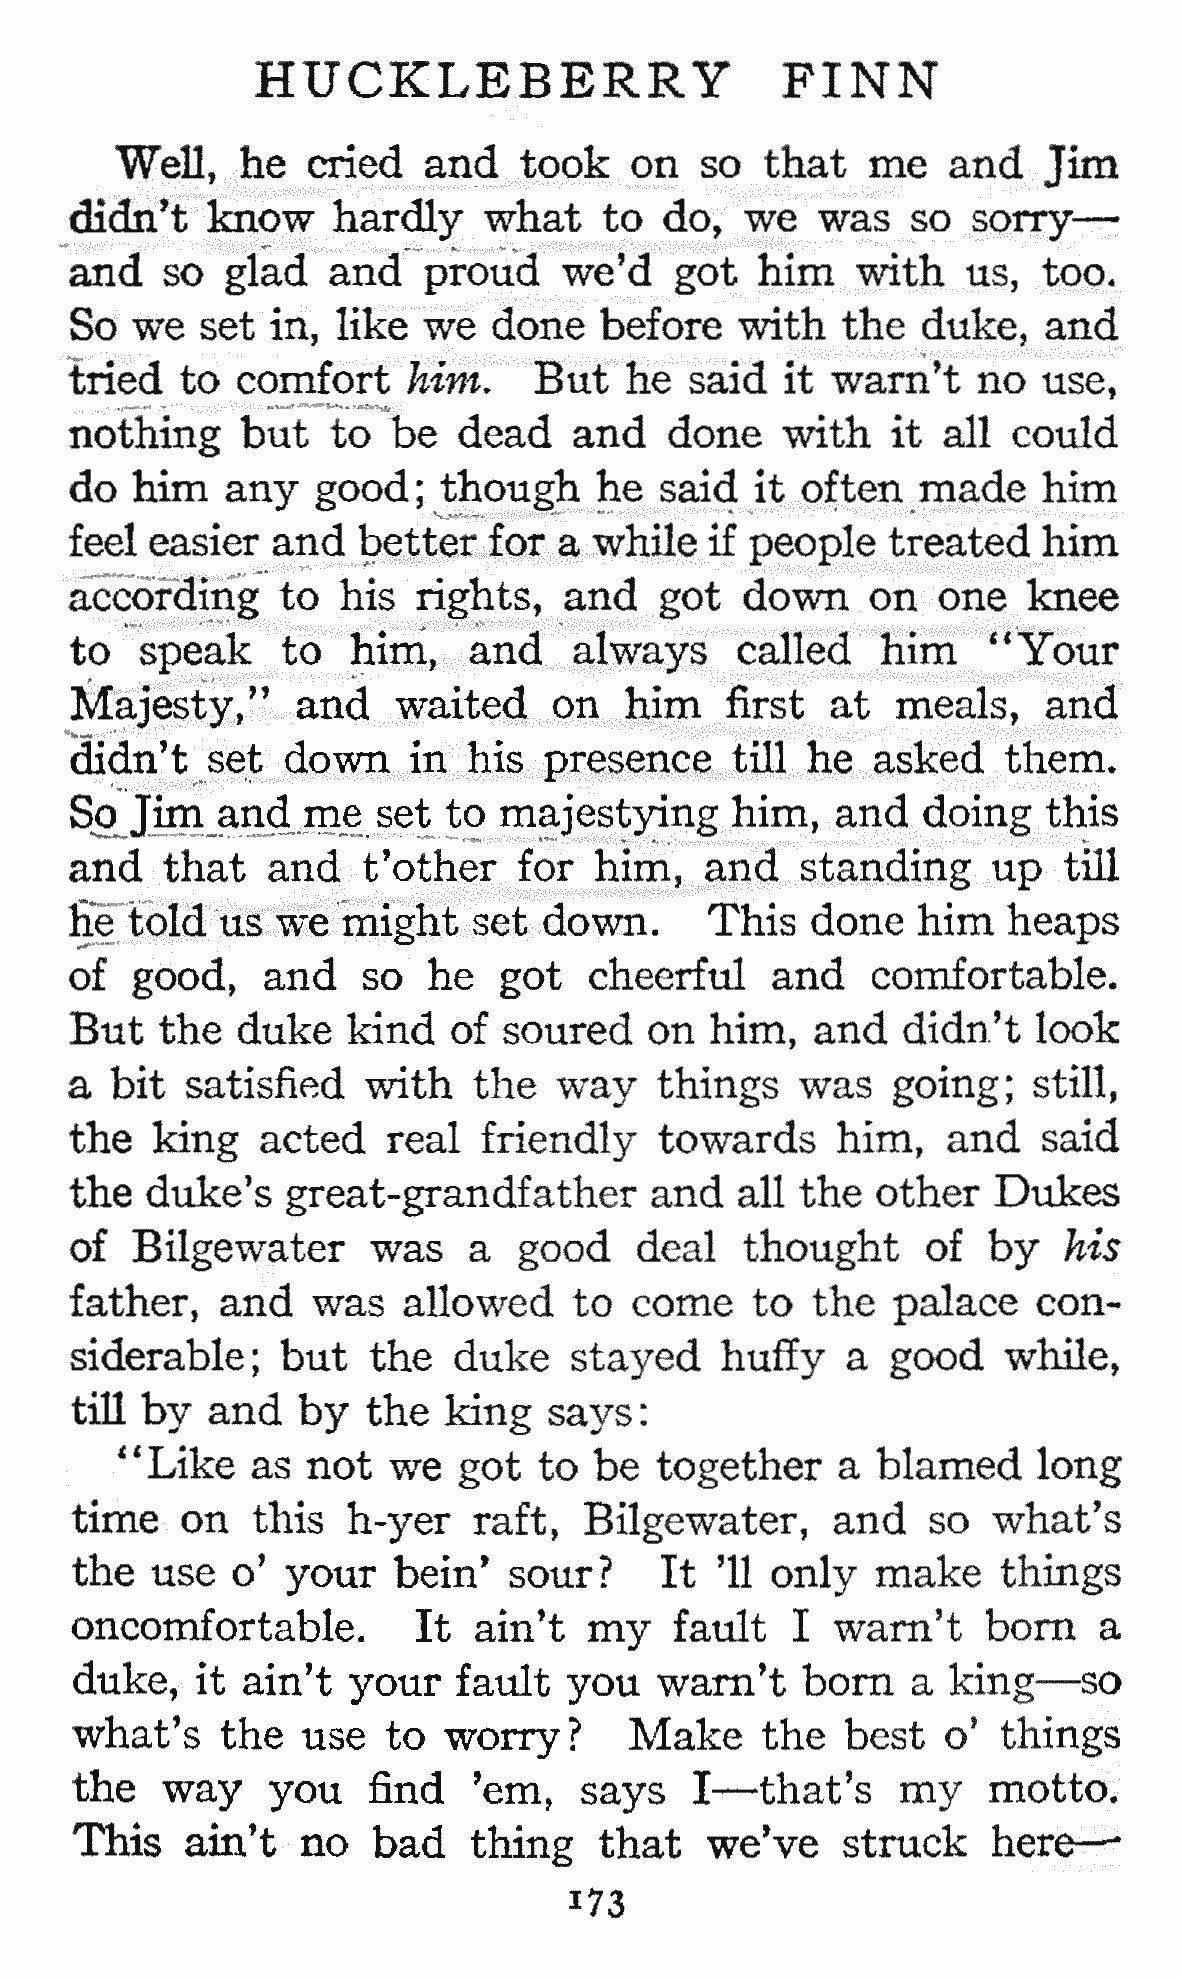 HUCKLEBERRY FINN
Well, he cried and took on so that me and Jim
didn't know hardly what to do, we was so sorry—
and so glad and proud we'd got him with us, too.
So we set in, like we done before with the duke, and
tried to comfort him. But he said it warn't no use,
nothing but to be dead and done with it all could
do him any good; though he said it often made him
feel easier and better for a while if people treated him
according to his rights, and got down on one knee
to speak to him, and always called him "Your
Majesty," and waited on him first at meals, and
didn't set down in his presence till he asked them.
So Jim and me set to majestying him, and doing this
and that and t'other for him, and standing up till
he told us we might set down. This done him heaps
of good, and so he got cheerful and comfortable.
But the duke kind of soured on him, and didn't look
a bit satisfied with the way things was going; still,
the king acted real friendly towards him, and said
the duke's great-grandfather and all the other Dukes
of Bilgewater was a good deal thought of by his
father, and was allowed to come to the palace con-
siderable; but the duke stayed huffy a good while,
till by and by the king says:
"Like as not we got to be together a blamed long
time on this h-yer raft, Bilgewater, and so what's
the use o' your bein' sour? It 'll only make things
oncomfortable. It ain't my fault I warn't born a
duke, it ain't your fault you warn't born a king—so
what's the use to worry? Make the best o' things
the way you find 'em, says I—that's my motto.
This ain't no bad thing that we've struck here—
173